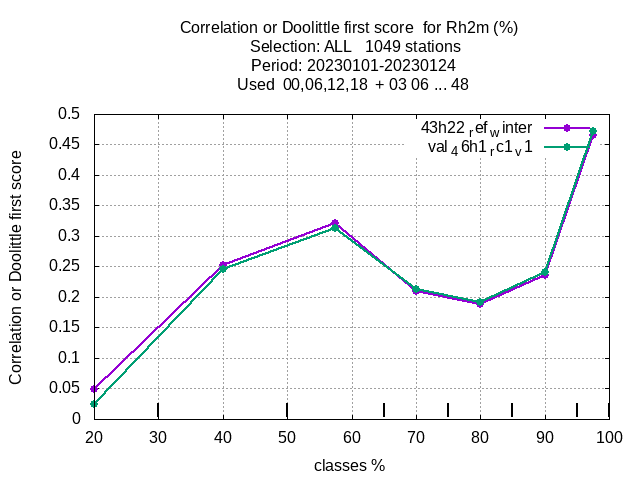 Correlation or Doolittle first score  for Rh2m (%)
Selection: ALL   1049 stations
Period: 20230101-20230124
Used  00,06,12,18  + 03 06 ... 48
43h22 ref winter
val 4 6h1 rc1 v 1
Correlation or Doolittle first score
0.5
0.45
0.4
0.35
0.3
0.25
0.2
0.15
0.1
0.05
0
20 30 40 50 60 70 80 90 100
classes %